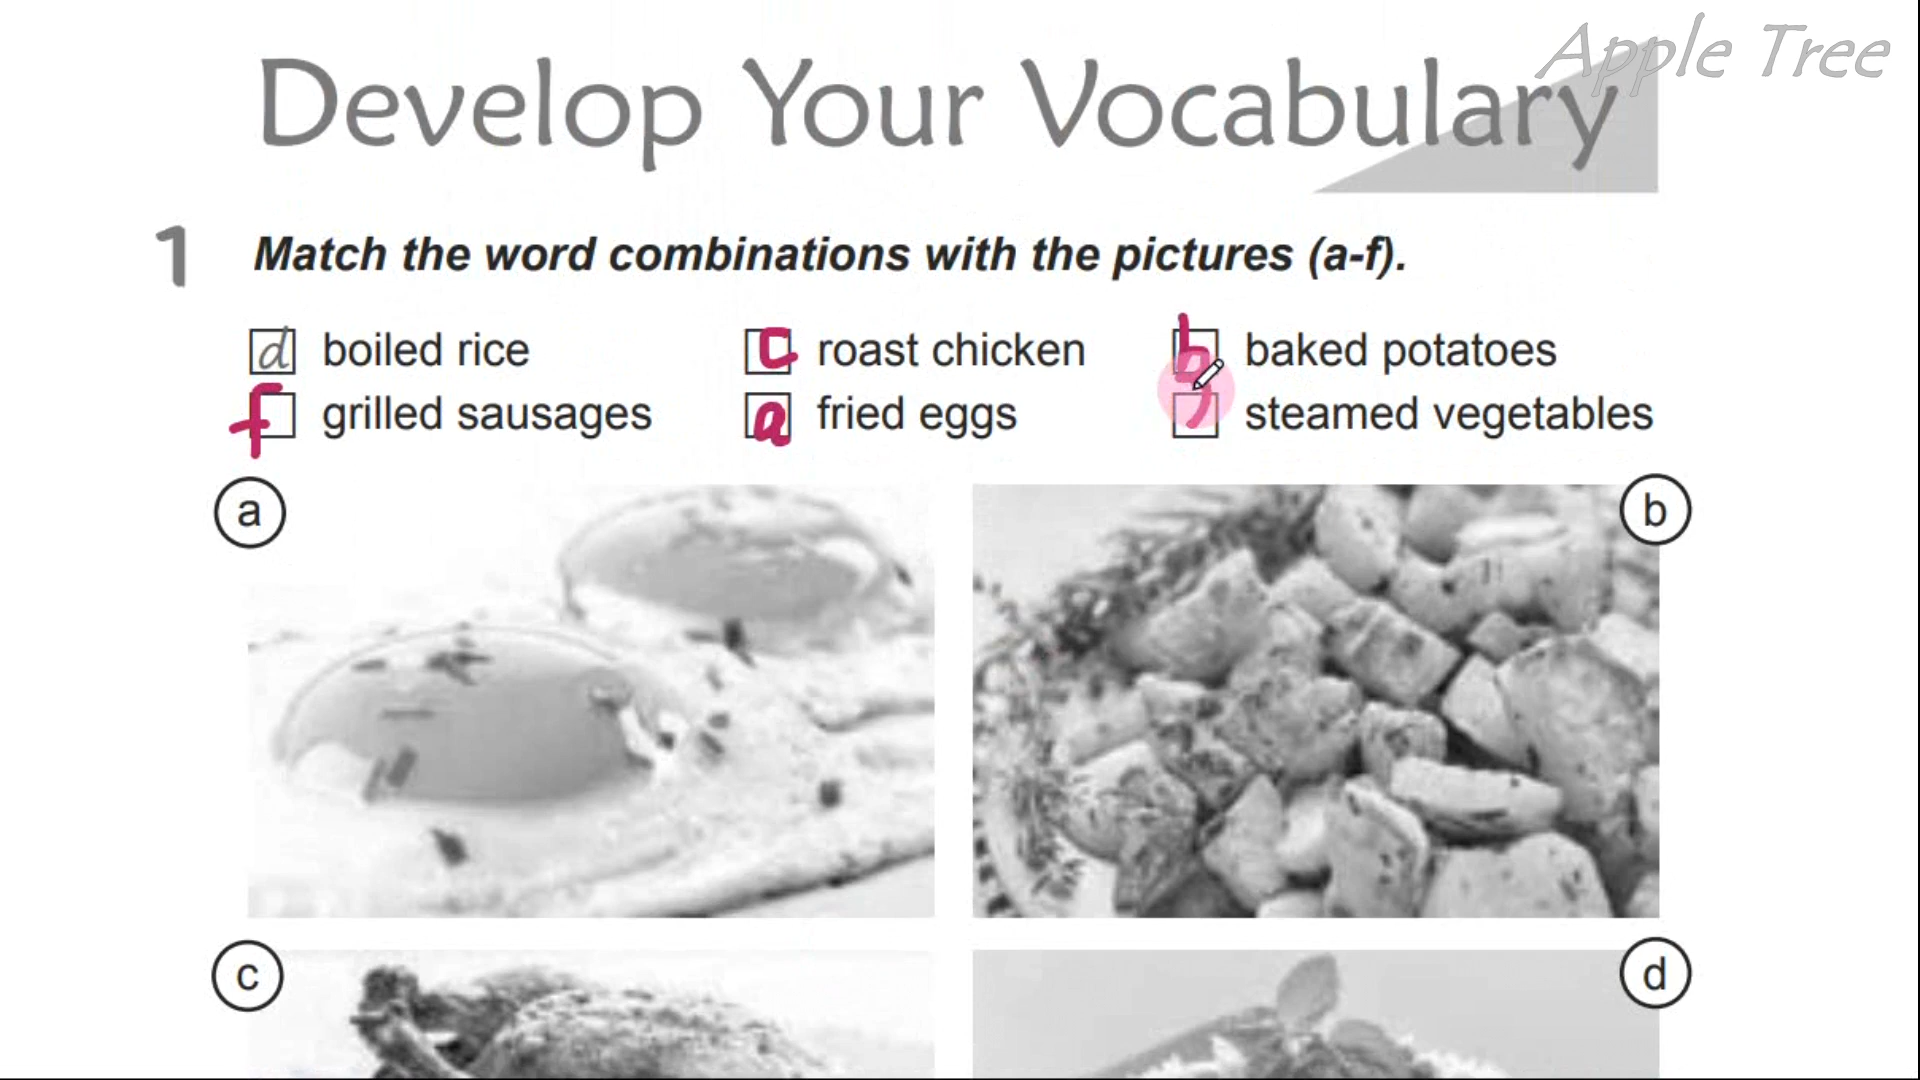 Apple Tree
Develop Your Vocabulary
1 Match the word combinations with the pictures (a-f).
d boiled rice c roast chicken b baked potatoes
f grilled sausages a fried eggs steamed vegetables
a
b
c
d